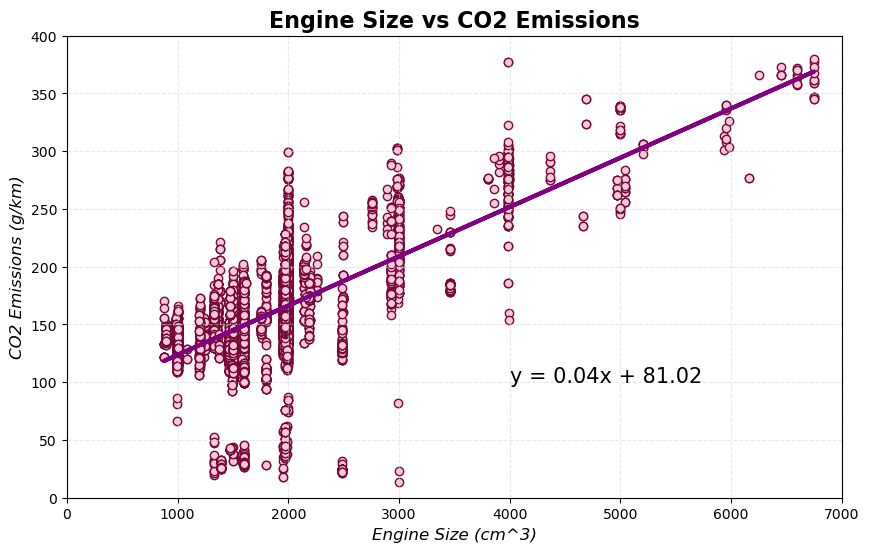 Engine Size vs CO2 Emissions
CO2 Emissions (g/km)
400
350
300
250
200
150
100
50
0
y = 0.04x + 81.02
0 1000 2000 3000 4000 5000 6000 7000
Engine Size (cm^3)